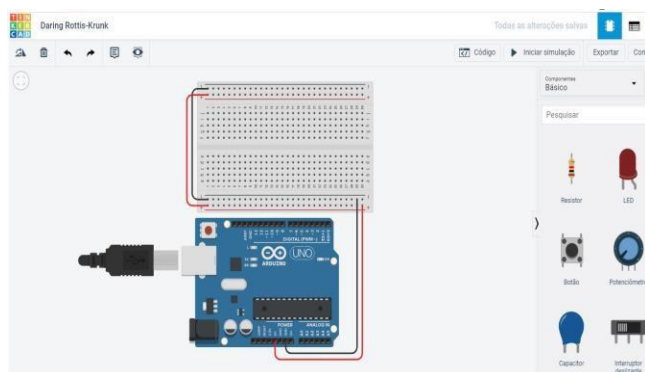 TIN
KER
CAD
Daring Rottis-Krunk
Todas as alterações salvas
Código
Iniciar simulação
Exportar
Componentes
Básico
Pesquisar
Resistor
LED
Botão
Potenciômetro
Capacitor
Interruptor
deslizante
DIGITAL (PWM~)
UNO
ARDUINO
POWER
ANALOG IN